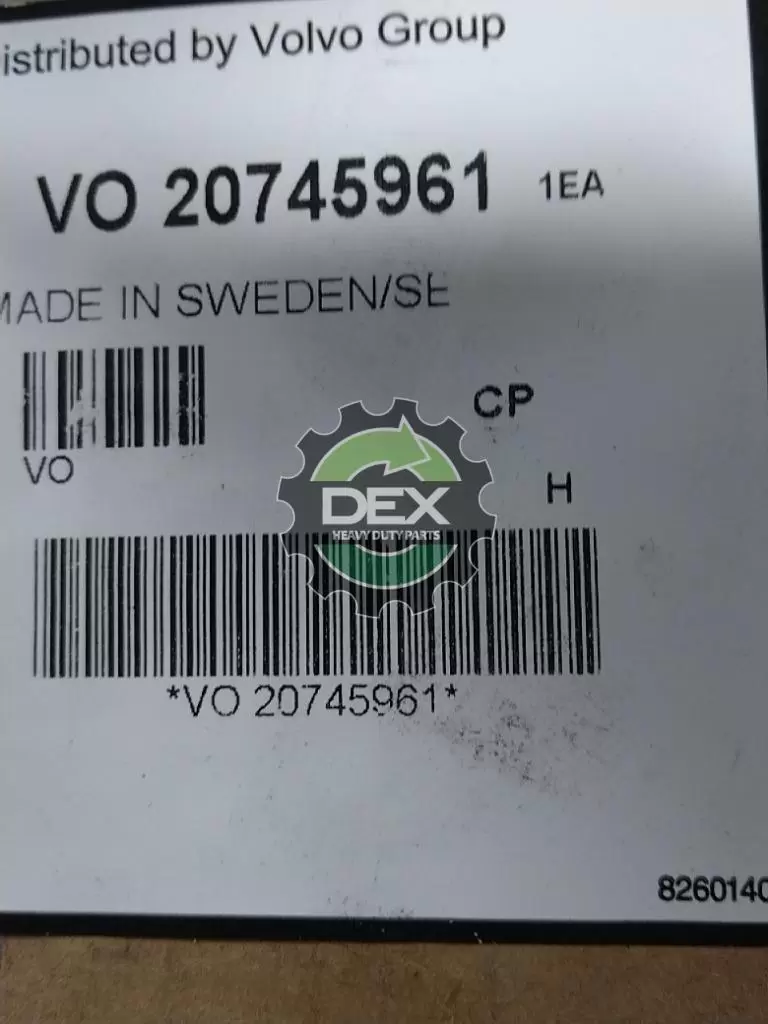 istributed by Volvo Group
VO 20745961 1EA
MADE IN SWEDEN/SE
CP
VO
H
DEX
HEAVY DUTY PARTS
*VO 20745961*
8260140